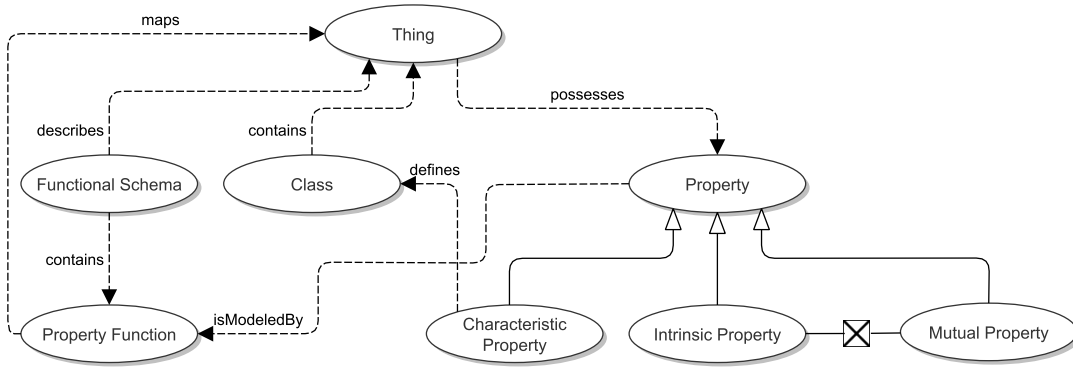 maps
Thing
possesses
describes
contains
defines
Functional Schema
Class
Property
contains
isModeledBy
Property Function
Characteristic
Property
Intrinsic Property
Mutual Property